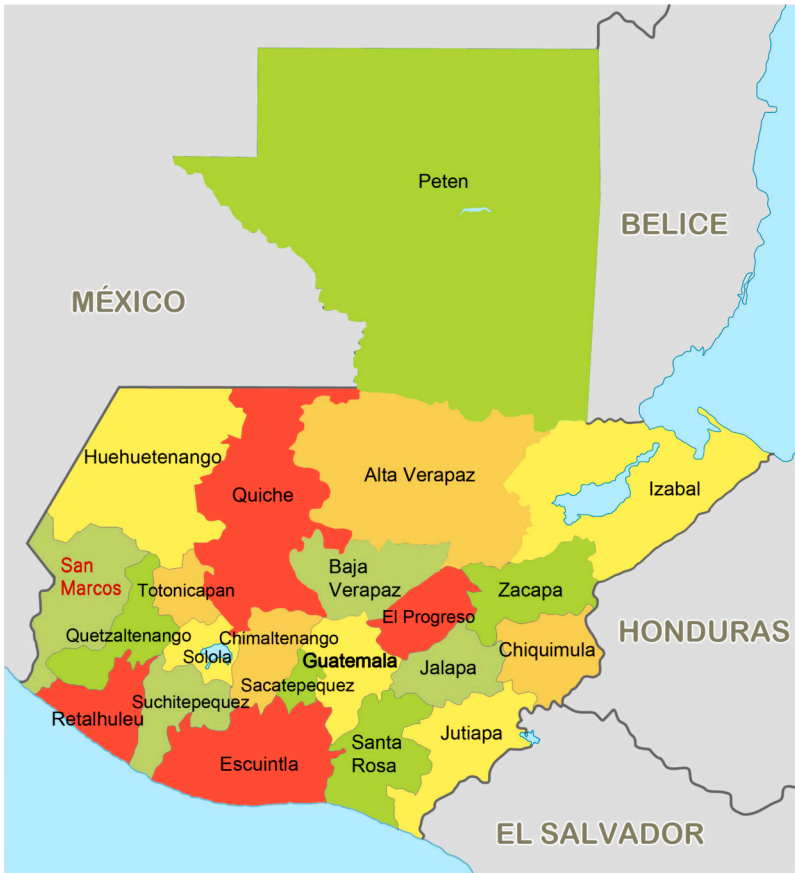 Peten
BELICE
MÉXICO
Huehuetenango
Quiche
Alta Verapaz
Izabal
San
Marcos
Totonicapan
Baja
Verapaz
El Progreso
Zacapa
Quetzaltenango
Solola
Chimaltenango
Guatemala
Jalapa
Chiquimula
HONDURAS
Sacatepequez
Suchitepequez
Retalhuleu
Escuintla
Santa
Rosa
Jutiapa
EL SALVADOR